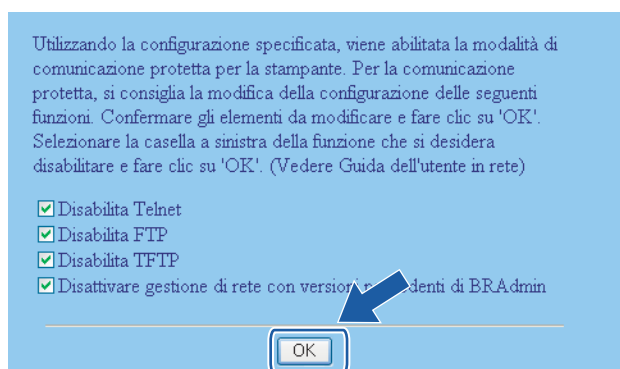 Utilizzando la configurazione specificata, viene abilitata la modalità di
comunicazione protetta per la stampante. Per la comunicazione
protetta, si consiglia la modifica della configurazione delle seguenti
funzioni. Confermare gli elementi da modificare e fare clic su 'OK'.
Selezionare la casella a sinistra della funzione che si desidera
disabilitare e fare clic su 'OK'. (Vedere Guida dell'utente in rete)
Disabilita Telnet
Disabilita FTP
Disabilita TFTP
Disattivare gestione di rete con versioni di BRAdmin
OK